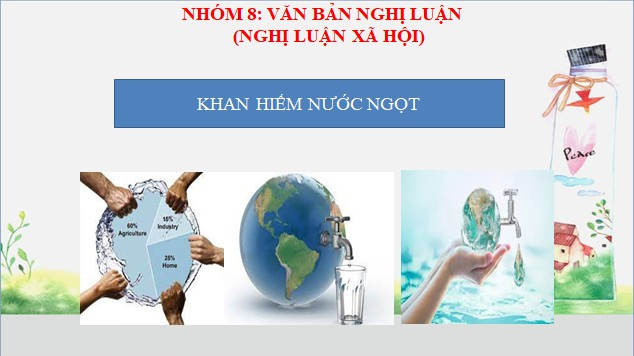 NHÓM 8: VĂN BẢN NGHỊ LUẬN
(NGHỊ LUẬN XÃ HỘI)
KHAN HIẾM NƯỚC NGỌT
Peace
60%
Agriculture
15%
Industry
25%
Home